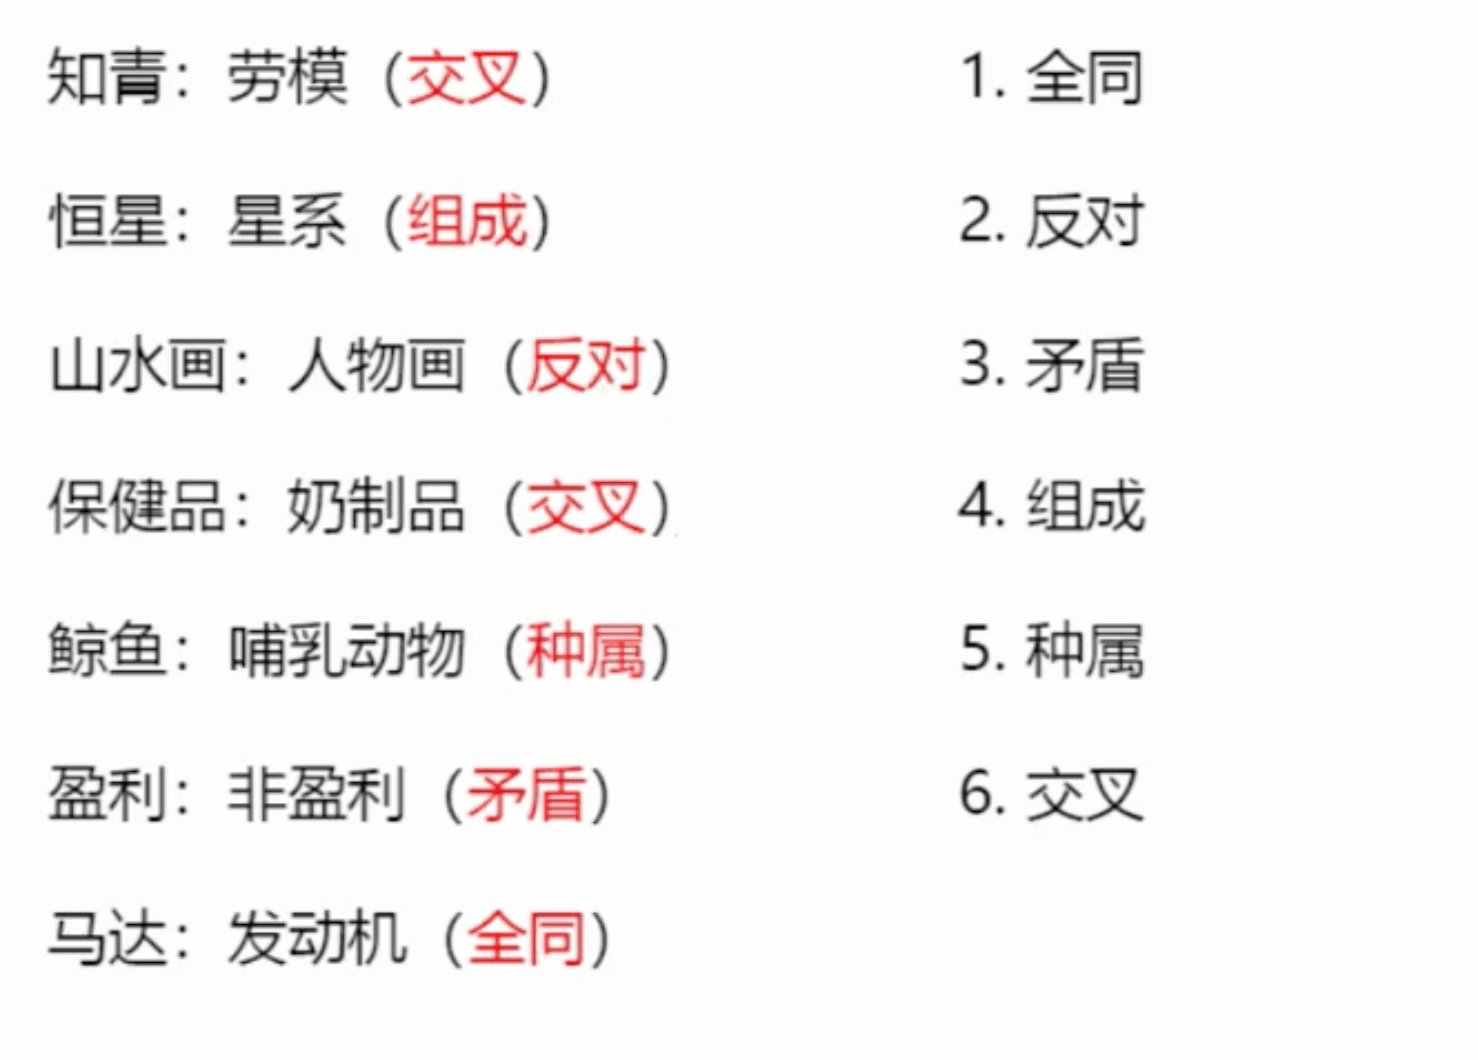 知青：劳模（交叉）
1. 全同
恒星：星系（组成）
2. 反对
山水画：人物画（反对）
3. 矛盾
保健品：奶制品（交叉）
4. 组成
鲸鱼：哺乳动物（种属）
5. 种属
盈利：非盈利（矛盾）
6. 交叉
马达：发动机（全同）